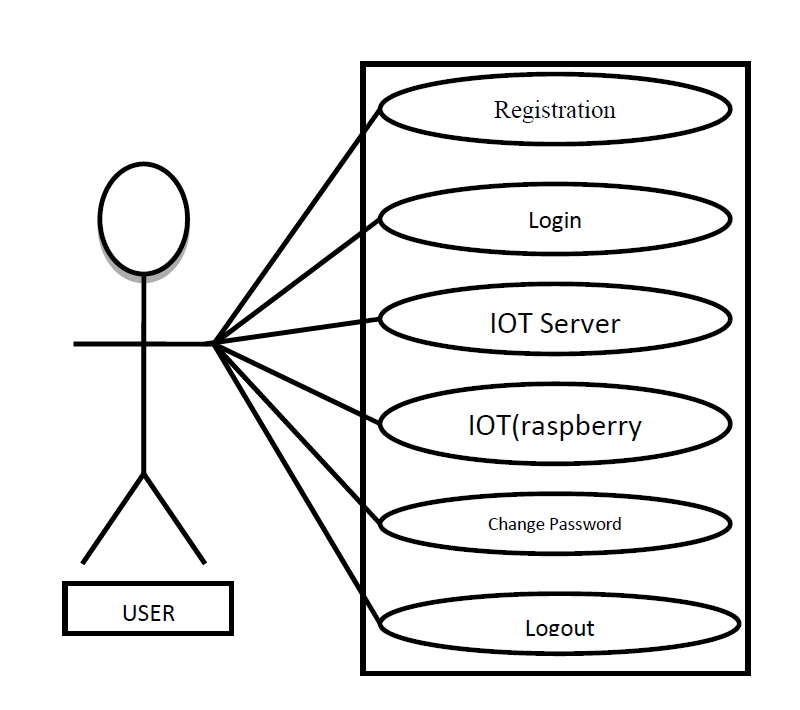 Registration
Login
IOT Server
IOT(raspberry
Change Password
Logout
USER